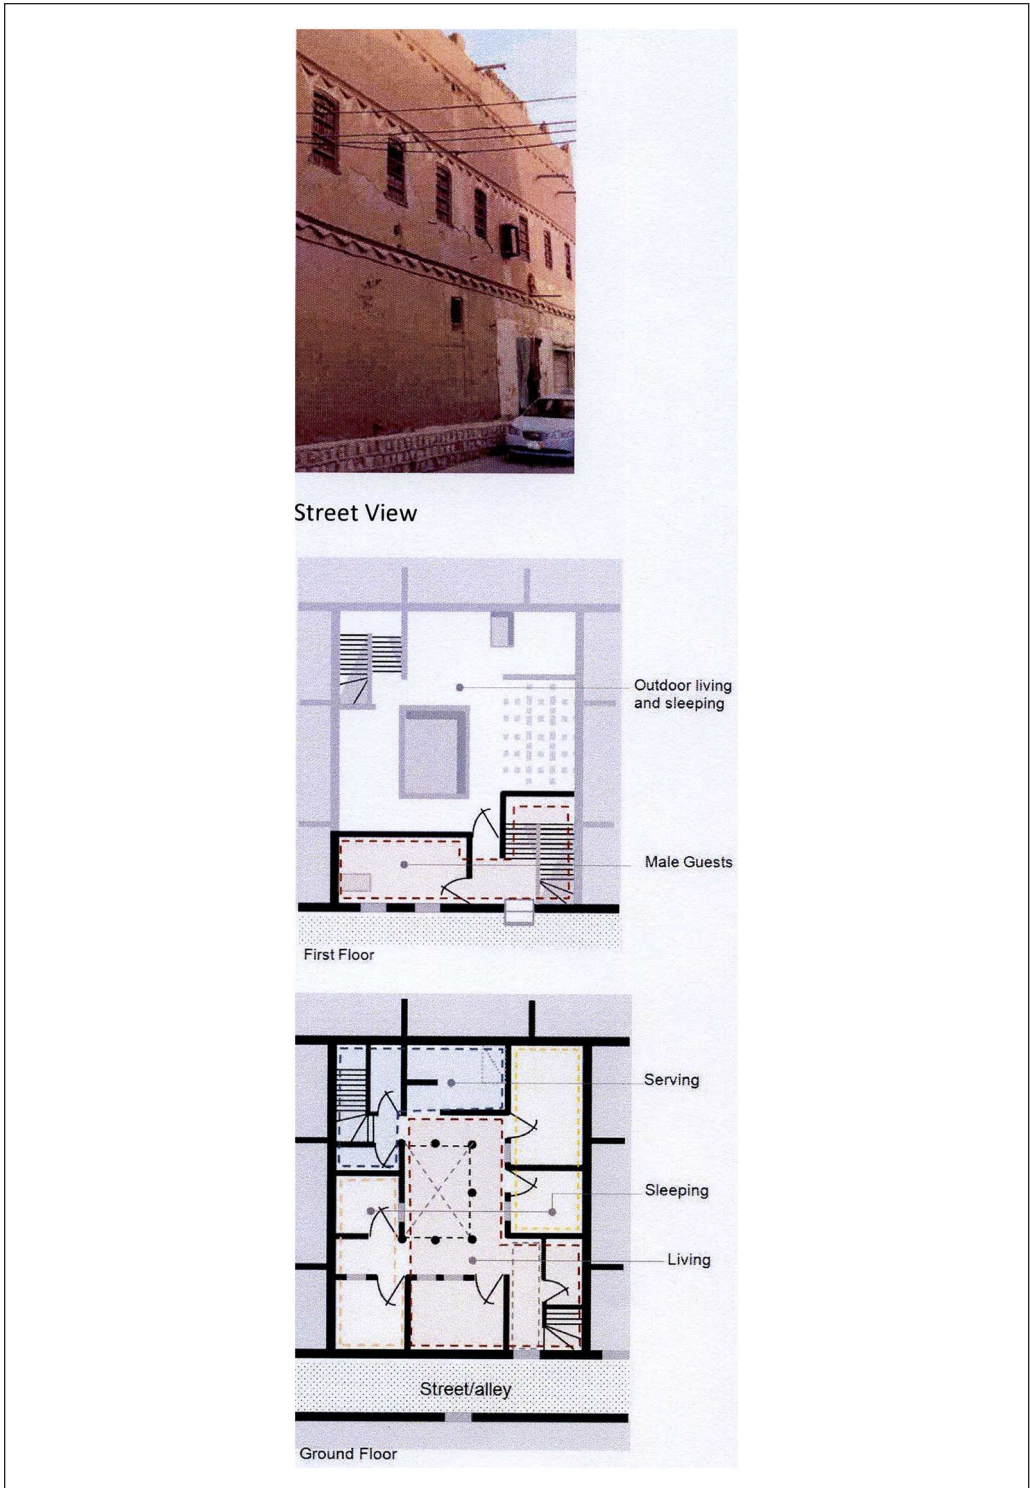 Street View
Outdoor living
and sleeping
Male Guests
First Floor
Serving
Sleeping
Living
Street/alley
Ground Floor